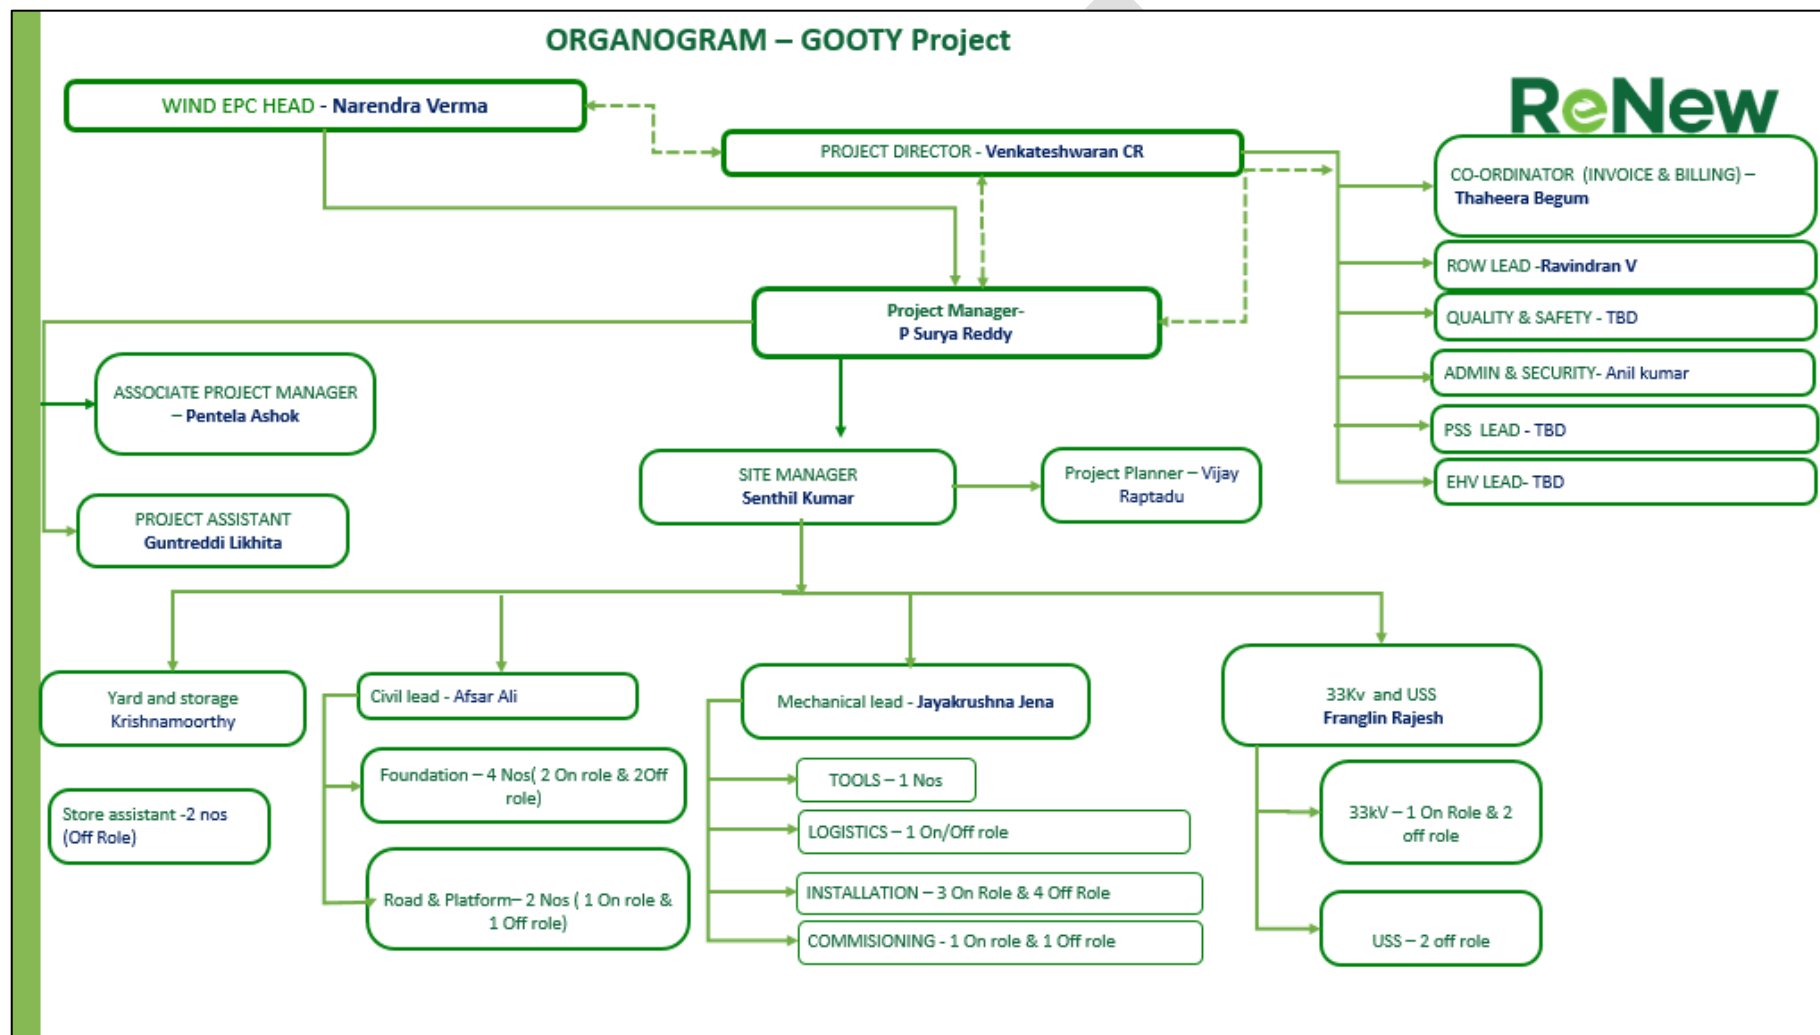 ORGANOGRAM – GOOTY Project
ReNew
WIND EPC HEAD - Narendra Verma
PROJECT DIRECTOR - Venkateshwaran CR
CO-ORDINATOR (INVOICE & BILLING) –
Thaheera Begum
ROW LEAD -Ravindran V
QUALITY & SAFETY - TBD
ADMIN & SECURITY- Anil kumar
PSS LEAD - TBD
EHV LEAD- TBD
Project Manager-
P Surya Reddy
ASSOCIATE PROJECT MANAGER
– Pentela Ashok
PROJECT ASSISTANT
Guntreddi Likhita
SITE MANAGER
Senthil Kumar
Project Planner – Vijay
Raptadu
Yard and storage
Krishnamoorthy
Store assistant -2 nos
(Off Role)
Civil lead - Afsar Ali
Foundation – 4 Nos( 2 On role & 2Off
role)
Road & Platform– 2 Nos ( 1 On role &
1 Off role)
Mechanical lead - Jayakrushna Jena
TOOLS – 1 Nos
LOGISTICS – 1 On/Off role
INSTALLATION – 3 On Role & 4 Off Role
COMMISIONING - 1 On role & 1 Off role
33Kv and USS
Franglin Rajesh
33kV – 1 On Role & 2
off role
USS – 2 off role